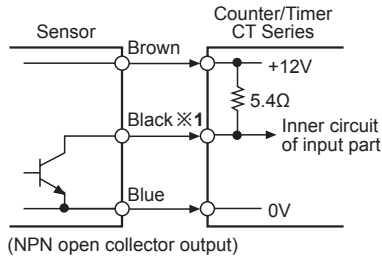 Counter/Timer
CT Series
Sensor
Brown
+12V
5.4Ω
Black ※1
Inner circuit
of input part
Blue
0V
(NPN open collector output)